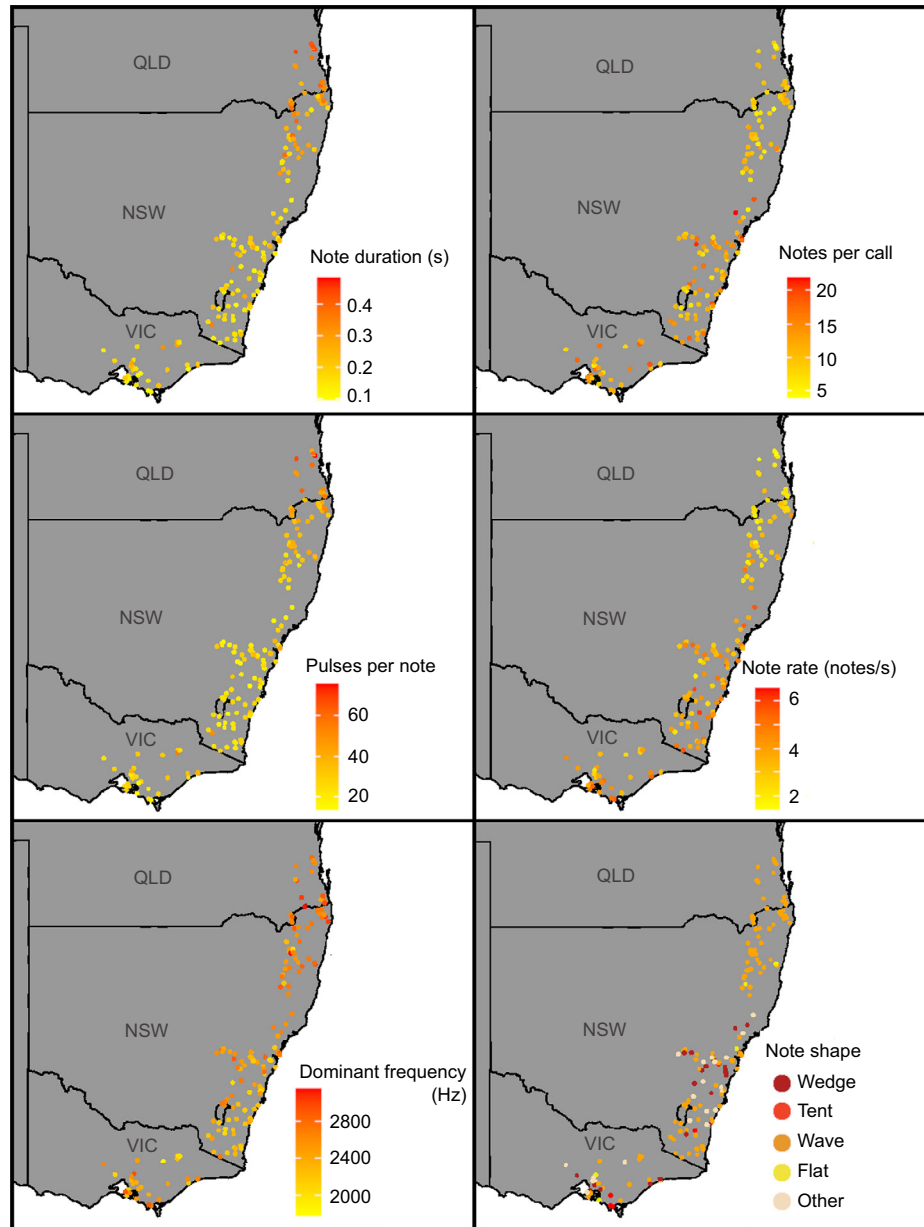 QLD
NSW
VIC
Note duration (s)
0.4
0.3
0.2
0.1
QLD
NSW
VIC
Notes per call
20
15
10
5
QLD
NSW
VIC
Pulses per note
60
40
20
QLD
NSW
VIC
Note rate (notes/s)
6
4
2
QLD
NSW
VIC
Dominant frequency
(Hz)
2800
2400
2000
QLD
NSW
VIC
Note shape
Wedge
Tent
Wave
Flat
Other